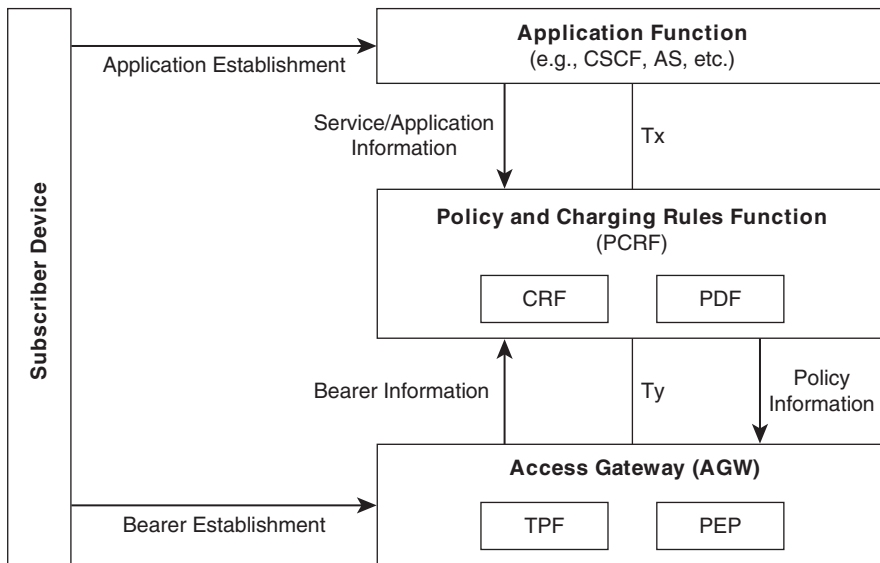 Subscriber Device
Application Establishment
Application Function
(e.g., CSCF, AS, etc.)
Service/Application
Information
Tx
Policy and Charging Rules Function
(PCRF)
CRF
PDF
Bearer Information
Ty
Policy
Information
Access Gateway (AGW)
TPF
PEP
Bearer Establishment